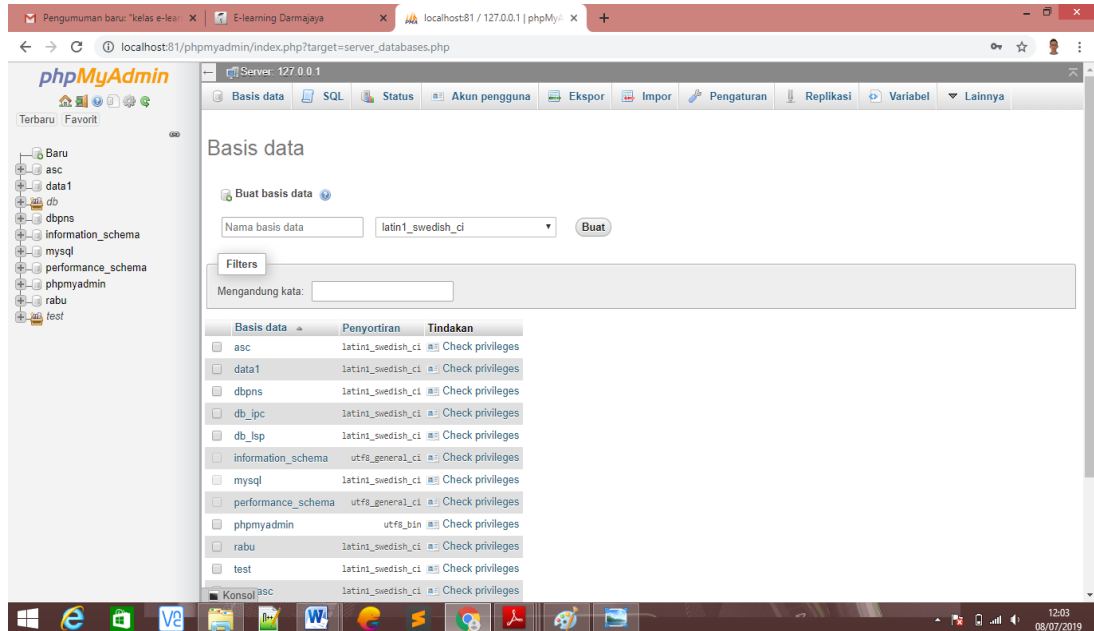 Pengumuman baru: "kelas e-lear
E-learning Darmajaya
localhost:81 / 127.0.0.1 | phpMyA
localhost:81/phpmyadmin/index.php?target=server_databases.php
phpMyAdmin
Terbaru Favorit
Baru
asc
data1
db
dbpns
information_schema
mysql
performance_schema
phpmyadmin
rabu
test
Server: 127.0.0.1
Basis data SQL Status Akun pengguna Ekspor Impor Pengaturan Replikasi Variabel Lainnya
Basis data
Buat basis data
Nama basis data latin1_swedish_ci Buat
Filters
Mengandung kata:
Basis data Penyortiran Tindakan
asc latin1_swedish_ci Check privileges
data1 latin1_swedish_ci Check privileges
dbpns latin1_swedish_ci Check privileges
db_ipc latin1_swedish_ci Check privileges
db_lsp latin1_swedish_ci Check privileges
information_schema utf8_general_ci Check privileges
mysql latin1_swedish_ci Check privileges
performance_schema utf8_general_ci Check privileges
phpmyadmin utf8_bin Check privileges
rabu latin1_swedish_ci Check privileges
test latin1_swedish_ci Check privileges
asc latin1_swedish_ci Check privileges
Konsol
12:03
08/07/2019